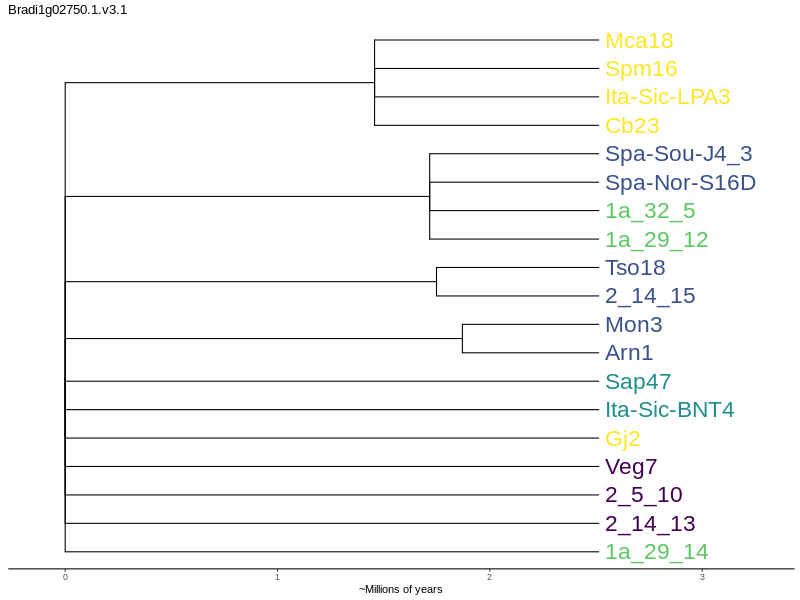 Bradi1g02750.1.v3.1
Mca18
Spm16
Ita-Sic-LPA3
Cb23
Spa-Sou-J4_3
Spa-Nor-S16D
1a_32_5
1a_29_12
Tso18
2_14_15
Mon3
Arn1
Sap47
Ita-Sic-BNT4
Gj2
Veg7
2_5_10
2_14_13
1a_29_14
0 1 2 3
~Millions of years